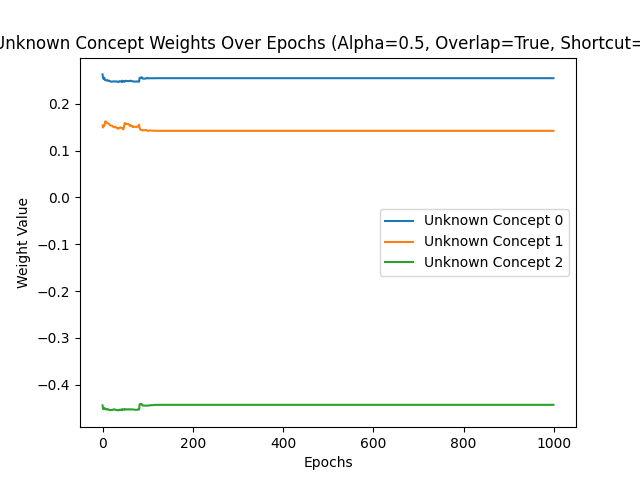 Unknown Concept Weights Over Epochs (Alpha=0.5, Overlap=True, Shortcut=
0.2
0.1
0.0
−0.1
−0.2
−0.3
−0.4
Weight Value
Unknown Concept 0
Unknown Concept 1
Unknown Concept 2
0 200 400 600 800 1000
Epochs